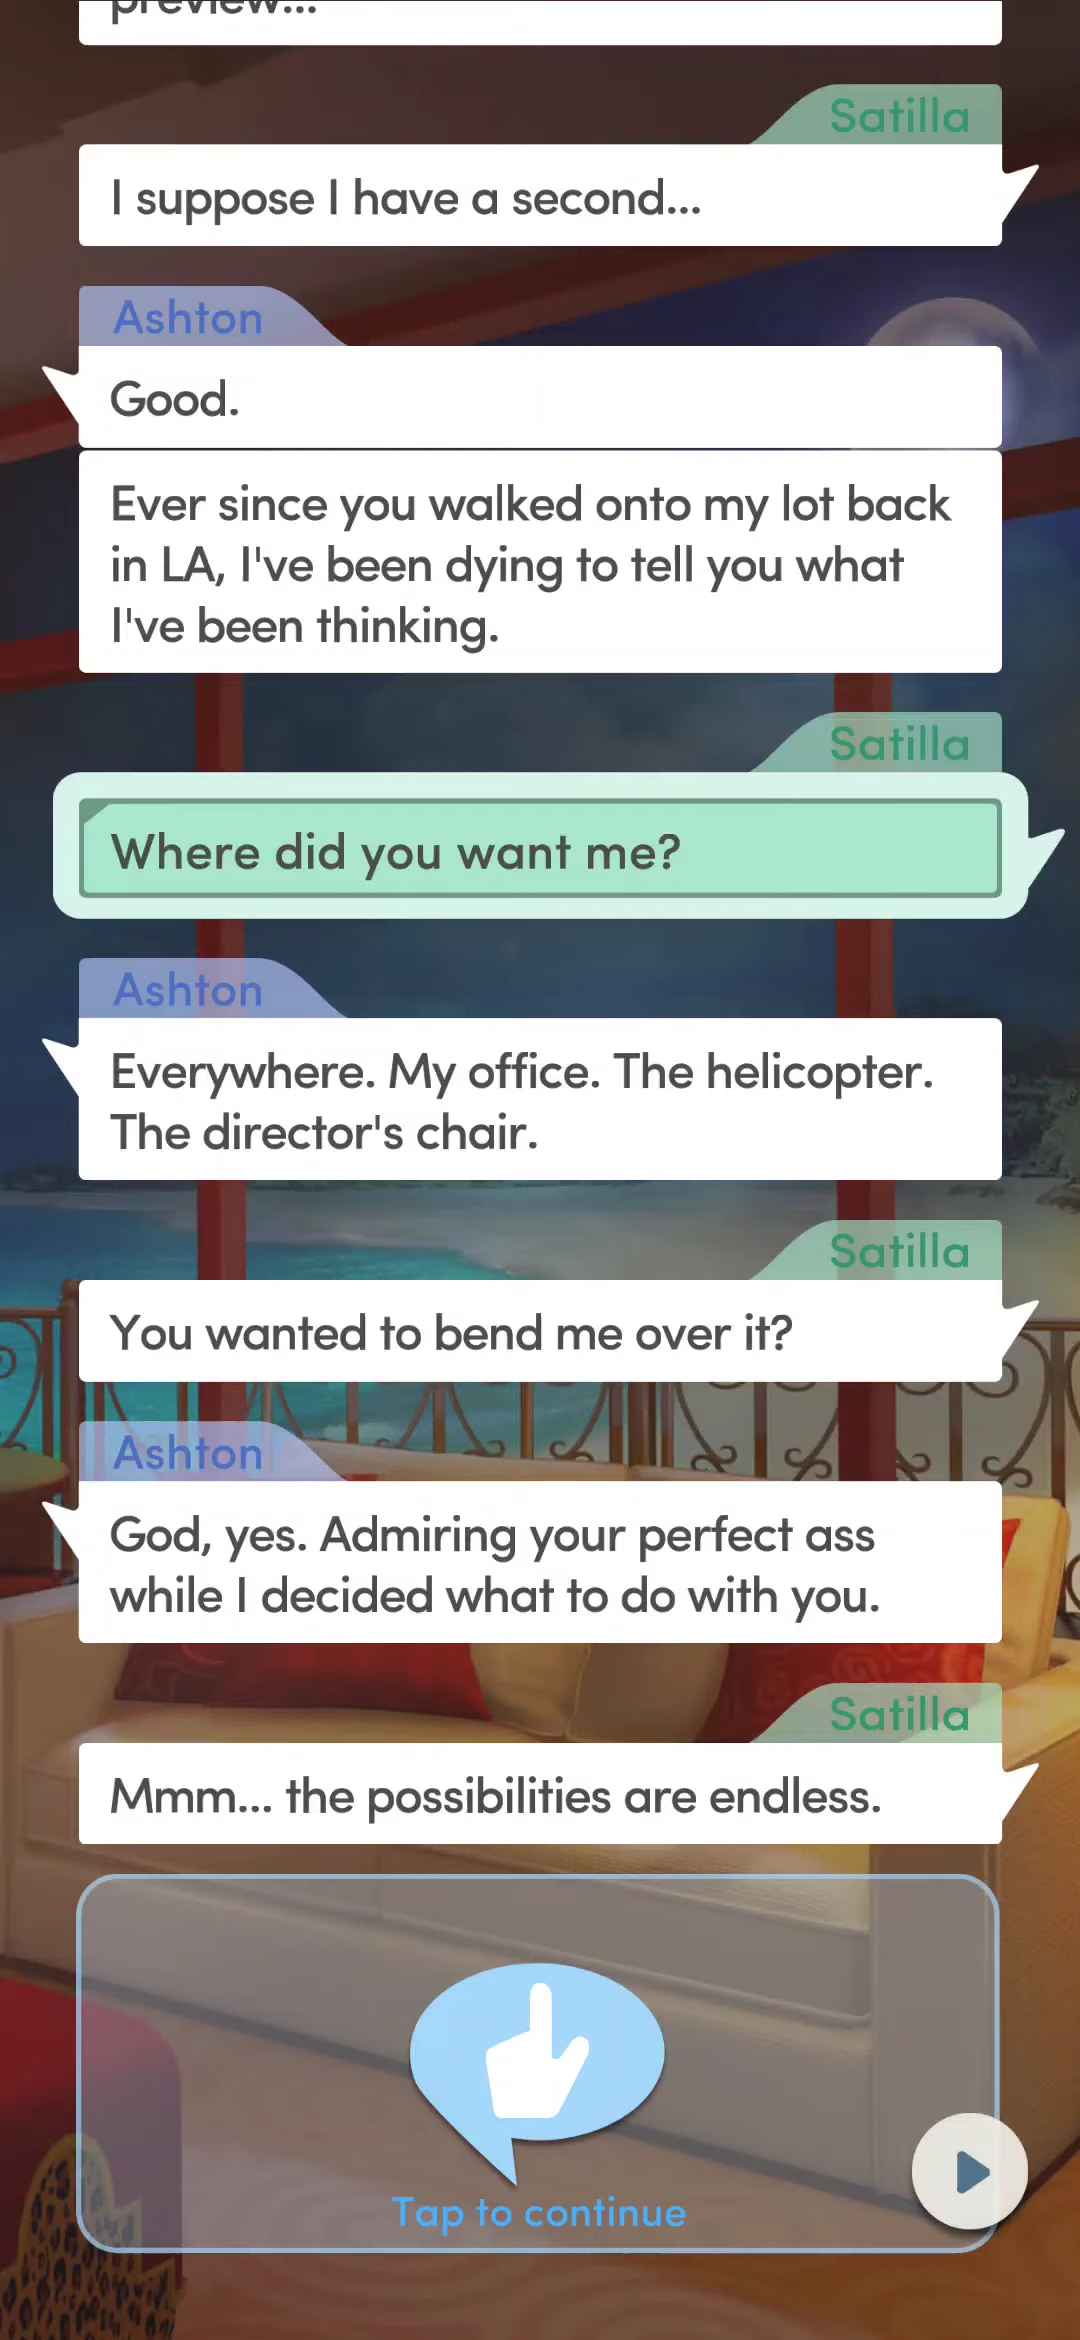 preview...
Satilla
I suppose I have a second...
Ashton
Good.
Ever since you walked onto my lot back
in LA, I've been dying to tell you what
I've been thinking.
Satilla
Where did you want me?
Ashton
Everywhere. My office. The helicopter.
The director's chair.
Satilla
You wanted to bend me over it?
Ashton
God, yes. Admiring your perfect ass
while I decided what to do with you.
Satilla
Mmm... the possibilities are endless.
Tap to continue